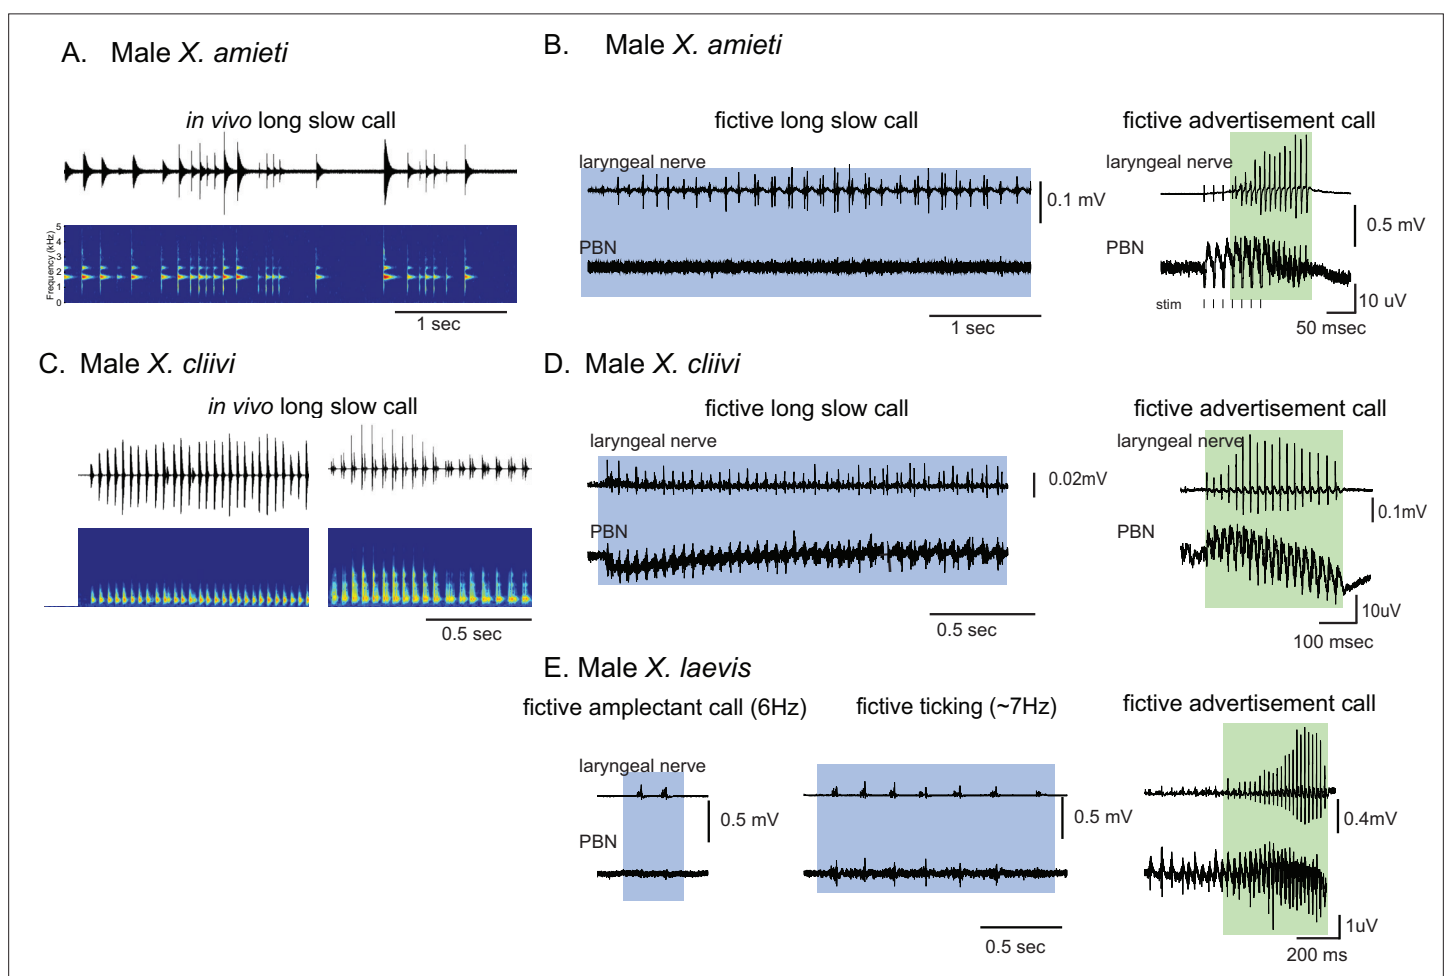 A. Male X. amieti
in vivo long slow call
Frequency (kHz)
5
4
3
2
1
0
1 sec
B. Male X. amieti
fictive long slow call
laryngeal nerve
0.1 mV
PBN
1 sec
fictive advertisement call
laryngeal nerve
0.5 mV
PBN
stim
10 uV
50 msec
C. Male X. cliivi
in vivo long slow call
0.5 sec
D. Male X. cliivi
fictive long slow call
laryngeal nerve
0.02mV
PBN
0.5 sec
fictive advertisement call
laryngeal nerve
0.1mV
PBN
10uV
100 msec
E. Male X. laevis
fictive amplectant call (6Hz)
laryngeal nerve
0.5 mV
PBN
fictive ticking (~7Hz)
0.5 mV
0.5 sec
fictive advertisement call
0.4mV
1uV
200 ms